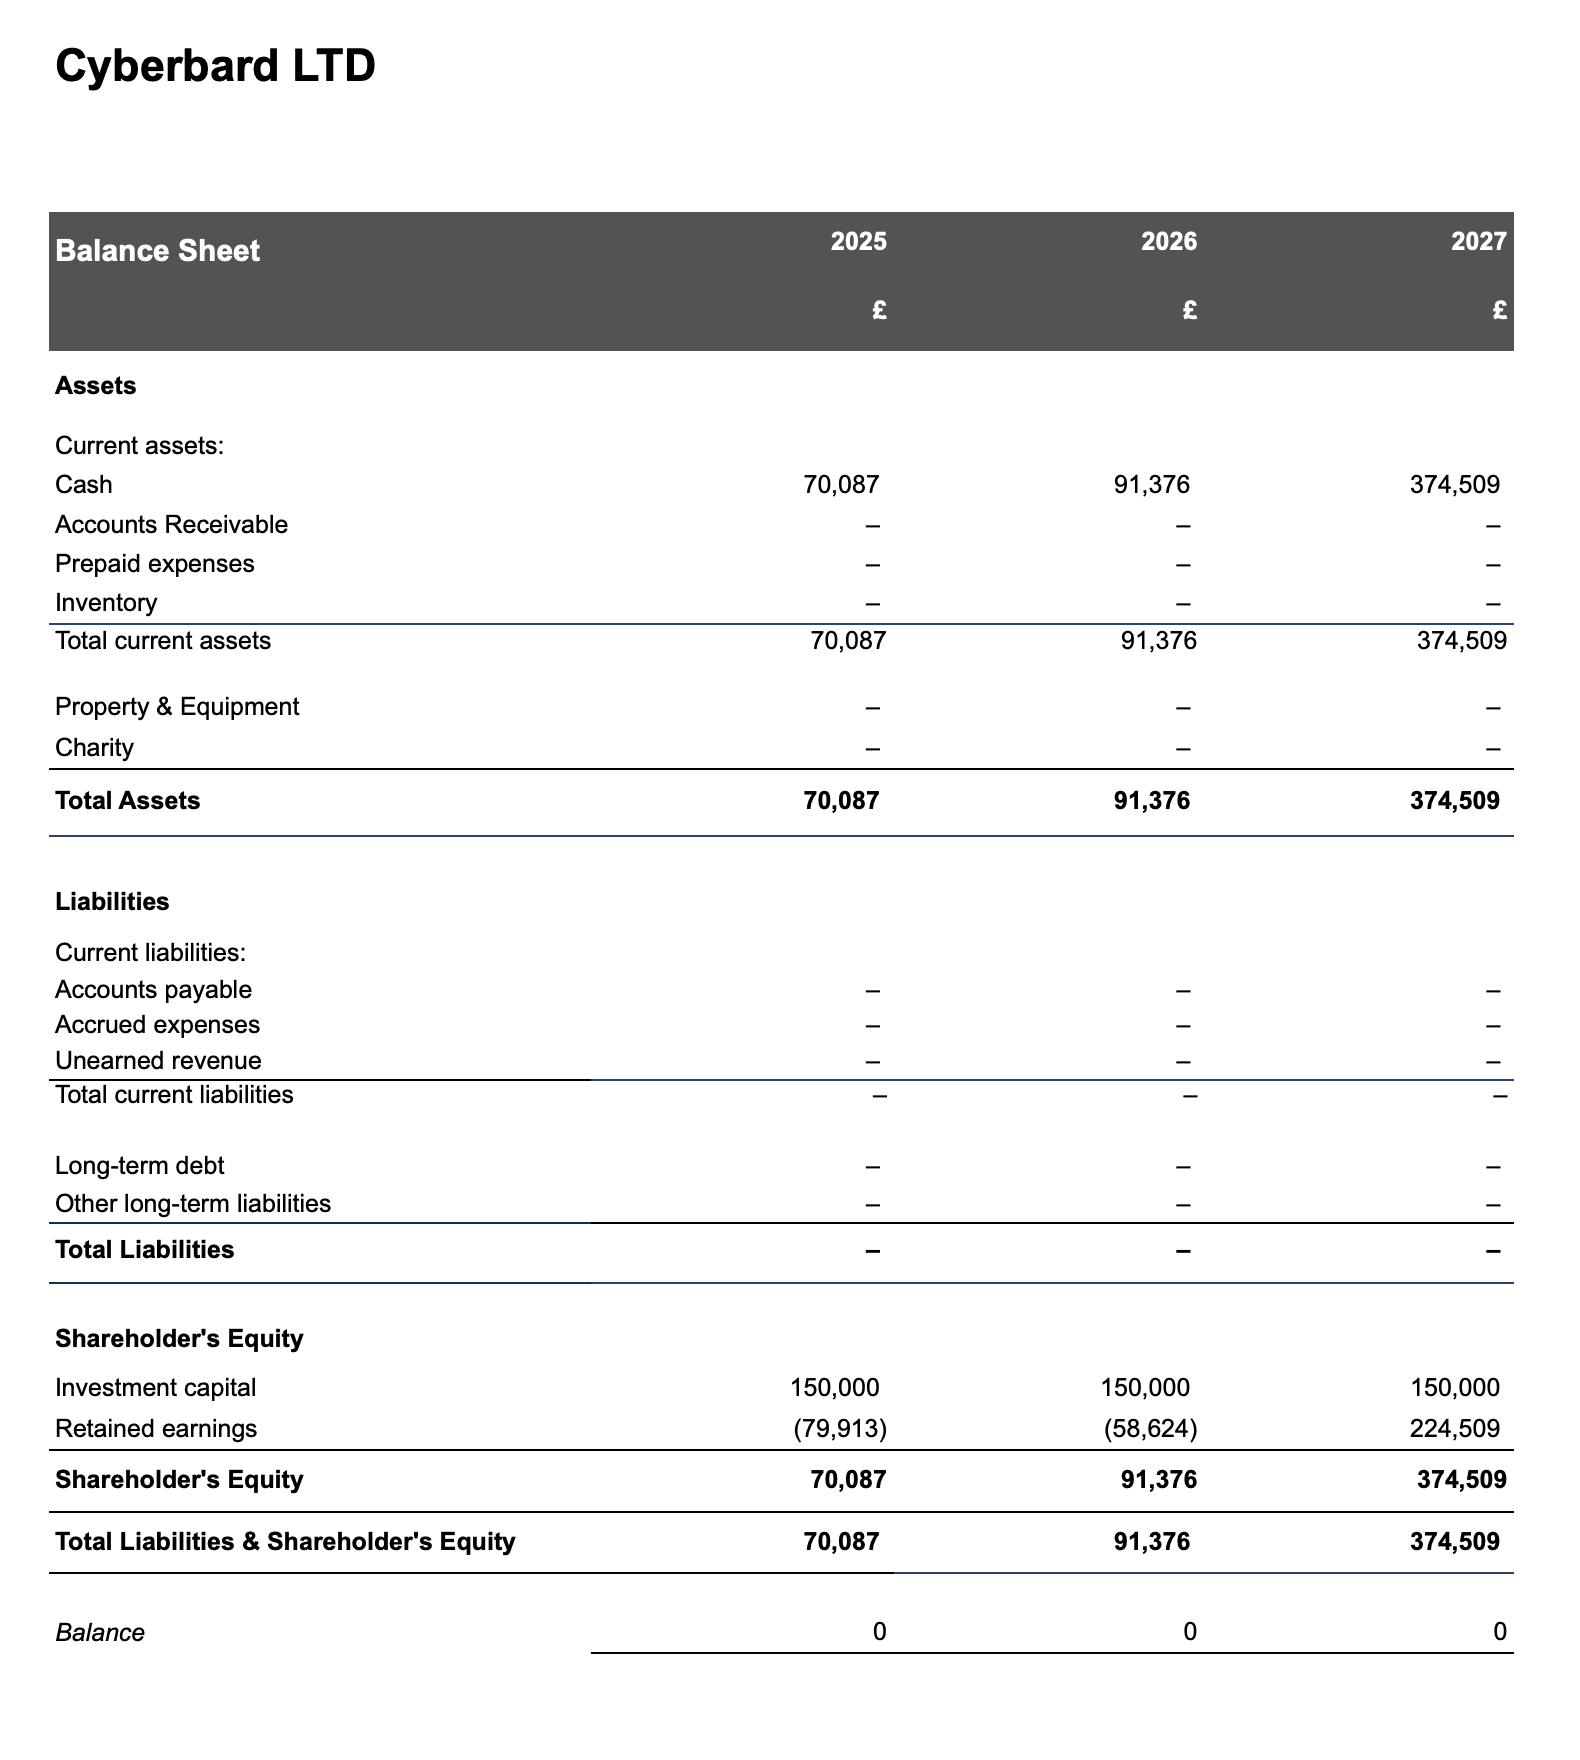 Cyberbard LTD
Balance Sheet 2025 2026 2027
£ £ £
Assets
Current assets:
Cash 70,087 91,376 374,509
Accounts Receivable – – –
Prepaid expenses – – –
Inventory – – –
Total current assets 70,087 91,376 374,509
Property & Equipment – – –
Charity – – –
Total Assets 70,087 91,376 374,509
Liabilities
Current liabilities:
Accounts payable – – –
Accrued expenses – – –
Unearned revenue – – –
Total current liabilities – – –
Long-term debt – – –
Other long-term liabilities – – –
Total Liabilities – – –
Shareholder's Equity
Investment capital 150,000 150,000 150,000
Retained earnings (79,913) (58,624) 224,509
Shareholder's Equity 70,087 91,376 374,509
Total Liabilities & Shareholder's Equity 70,087 91,376 374,509
Balance 0 0 0